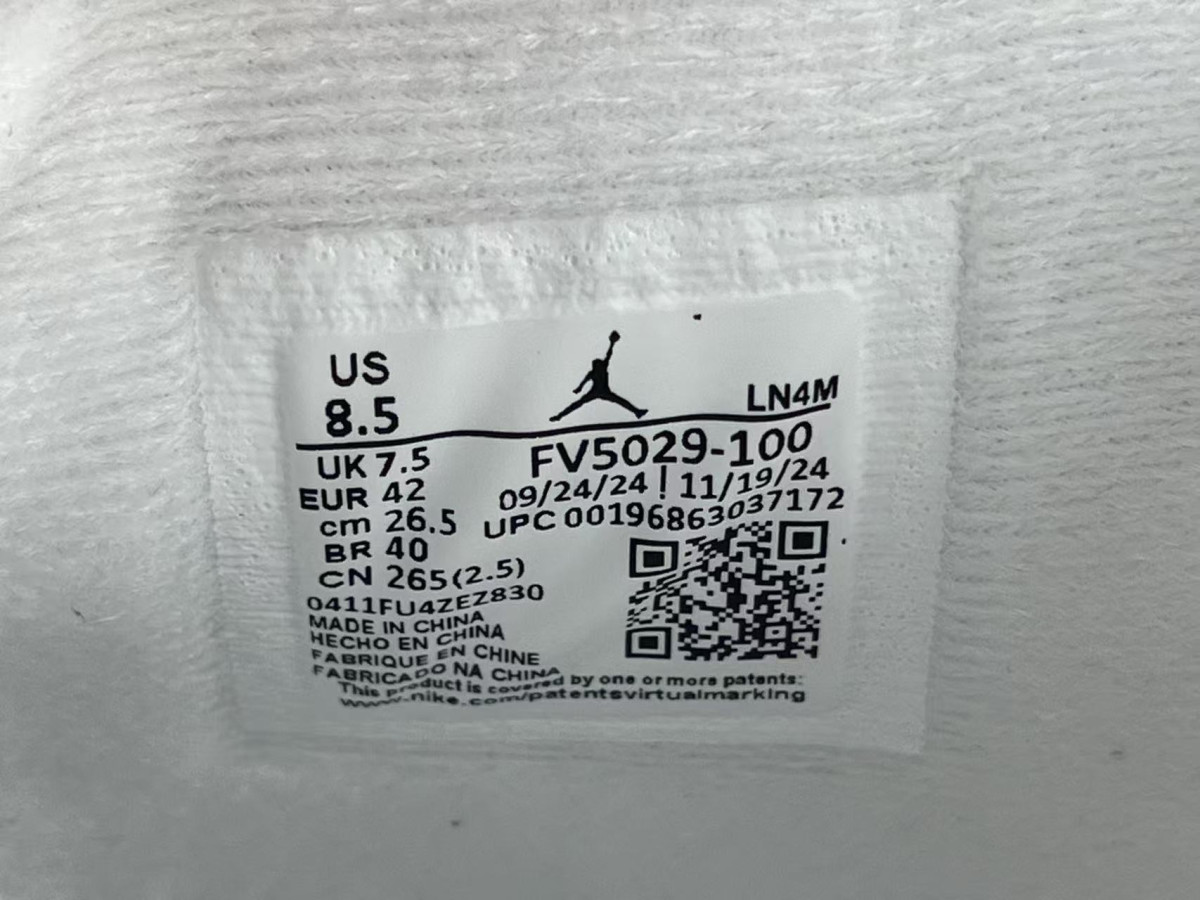 US
8.5
LN4M
UK 7.5
EUR 42
cm 26.5
BR 40
CN 265(2.5)
FV5029-100
09/24/24 ! 11/19/24
UPC 00196863037172
0411FU4ZEZ830
MADE IN CHINA
HECHO EN CHINA
FABRIQUE EN CHINE
FABRICADO NA CHINA
This product is covered by one or more patents:
www.nike.com/patentsvirtualmarking